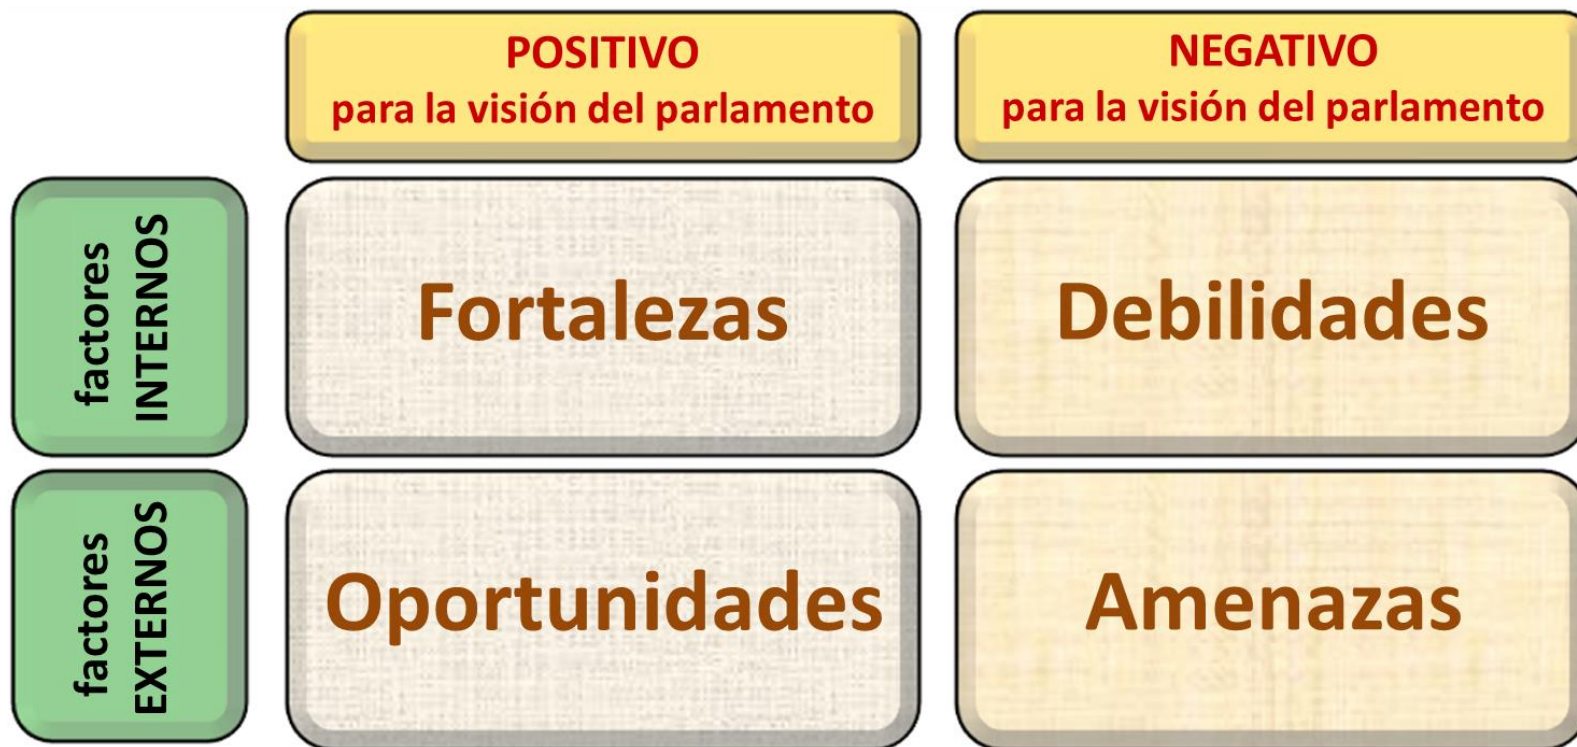 POSITIVO
para la visión del parlamento
NEGATIVO
para la visión del parlamento
factores
INTERNOS
Fortalezas
Debilidades
factores
EXTERNOS
Oportunidades
Amenazas